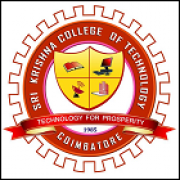 SRI KRISHNA COLLEGE OF TECHNOLOGY
TECHNOLOGY FOR PROSPERITY
1985
COIMBATORE